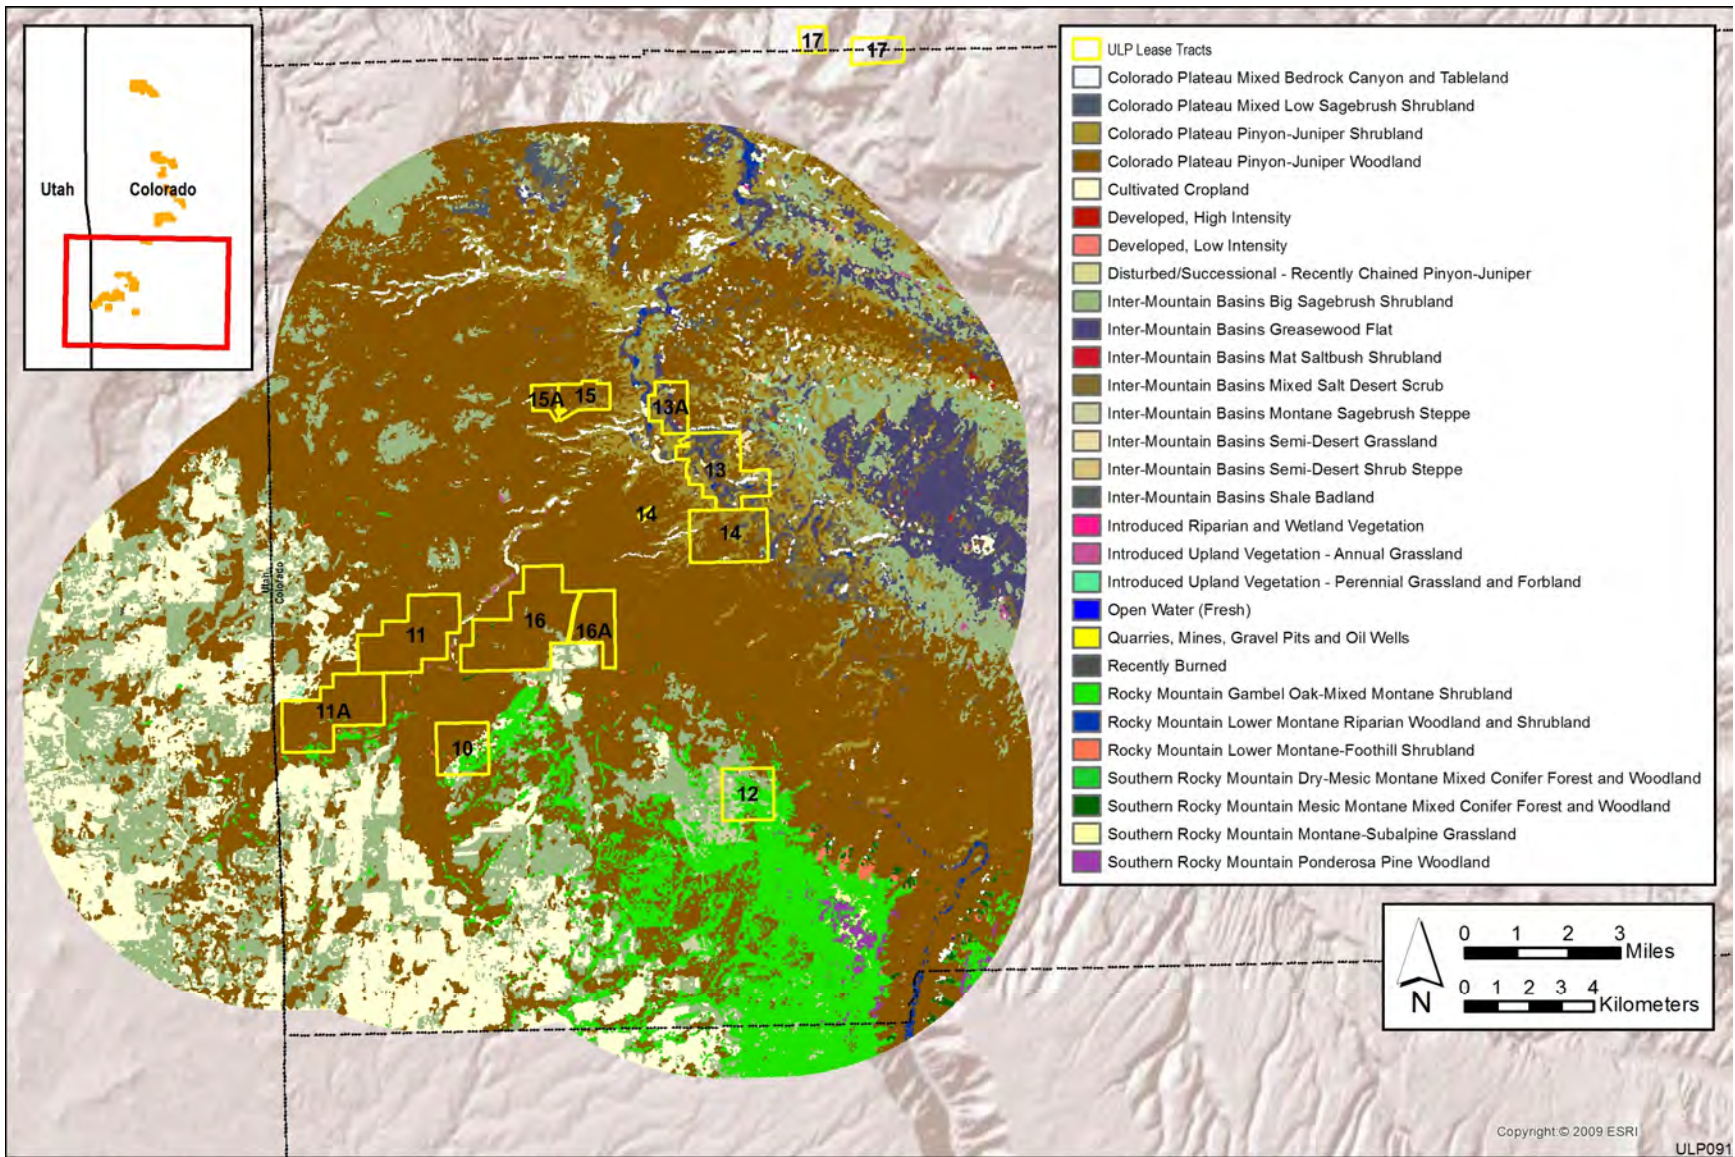 Utah
Colorado
17
17
15A
15
13A
13
14
14
Utah
Colorado
11
16
16A
11A
10
12
ULP Lease Tracts
Colorado Plateau Mixed Bedrock Canyon and Tableland
Colorado Plateau Mixed Low Sagebrush Shrubland
Colorado Plateau Pinyon-Juniper Shrubland
Colorado Plateau Pinyon-Juniper Woodland
Cultivated Cropland
Developed, High Intensity
Developed, Low Intensity
Disturbed/Successional - Recently Chained Pinyon-Juniper
Inter-Mountain Basins Big Sagebrush Shrubland
Inter-Mountain Basins Greasewood Flat
Inter-Mountain Basins Mat Saltbush Shrubland
Inter-Mountain Basins Mixed Salt Desert Scrub
Inter-Mountain Basins Montane Sagebrush Steppe
Inter-Mountain Basins Semi-Desert Grassland
Inter-Mountain Basins Semi-Desert Shrub Steppe
Inter-Mountain Basins Shale Badland
Introduced Riparian and Wetland Vegetation
Introduced Upland Vegetation - Annual Grassland
Introduced Upland Vegetation - Perennial Grassland and Forbland
Open Water (Fresh)
Quarries, Mines, Gravel Pits and Oil Wells
Recently Burned
Rocky Mountain Gambel Oak-Mixed Montane Shrubland
Rocky Mountain Lower Montane Riparian Woodland and Shrubland
Rocky Mountain Lower Montane-Foothill Shrubland
Southern Rocky Mountain Dry-Mesic Montane Mixed Conifer Forest and Woodland
Southern Rocky Mountain Mesic Montane Mixed Conifer Forest and Woodland
Southern Rocky Mountain Montane-Subalpine Grassland
Southern Rocky Mountain Ponderosa Pine Woodland
N
0 1 2 3
Miles
0 1 2 3 4
Kilometers
Copyright:© 2009 ESRI
ULP091